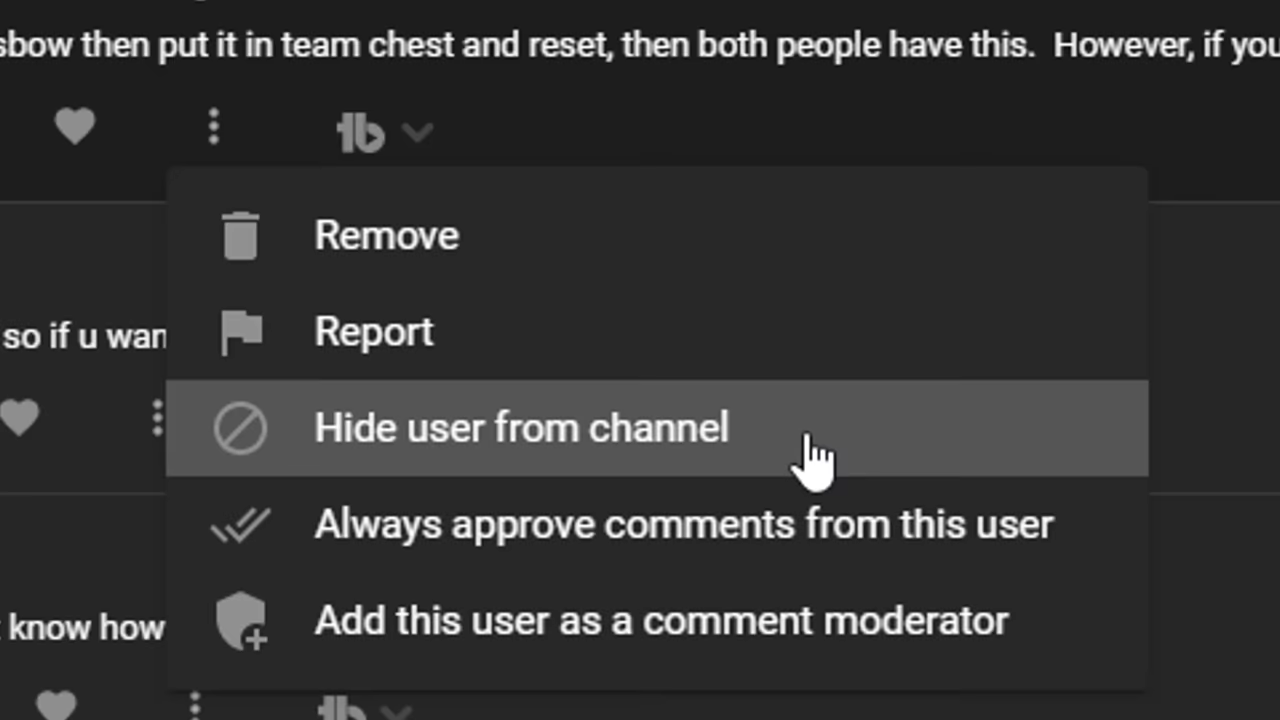 sbow then put it in team chest and reset, then both people have this. However, if you
tb
Remove
Report
so if u wan
Hide user from channel
Always approve comments from this user
know how
Add this user as a comment moderator
tb